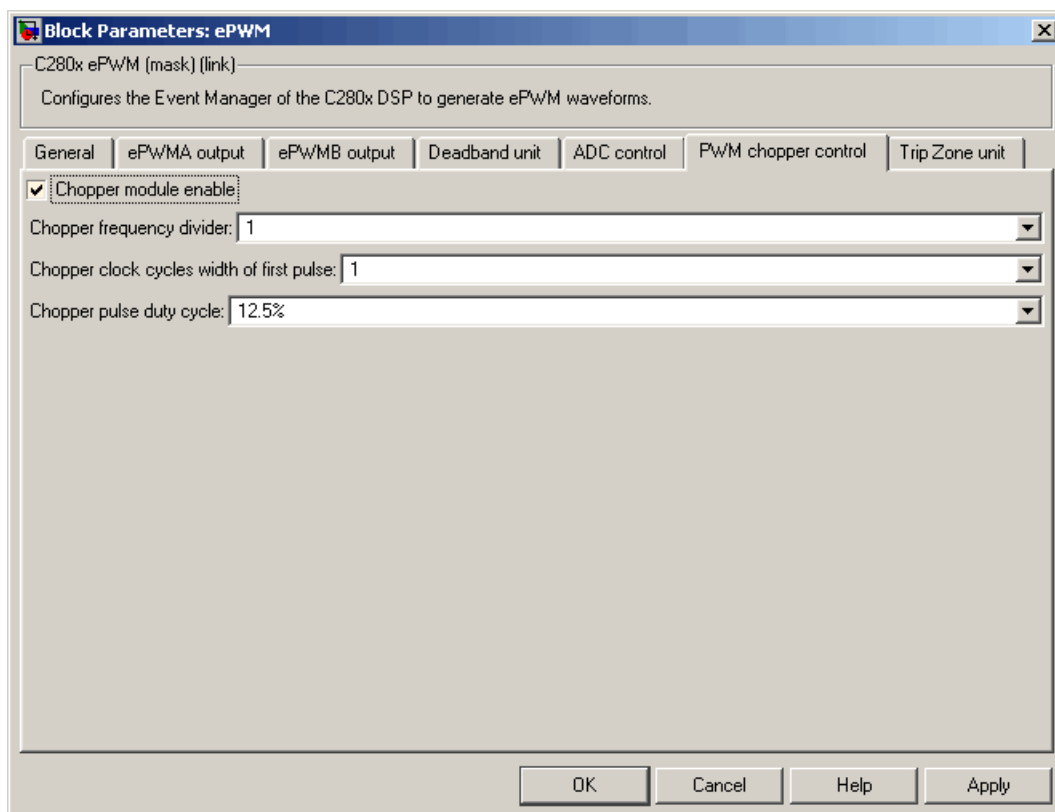 Block Parameters: ePWM
C280x ePWM (mask) (link)
Configures the Event Manager of the C280x DSP to generate ePWM waveforms.
General ePWMA output ePWMB output Deadband unit ADC control PWM chopper control Trip Zone unit
Chopper module enable
Chopper frequency divider: 1
Chopper clock cycles width of first pulse: 1
Chopper pulse duty cycle: 12.5%
OK Cancel Help Apply